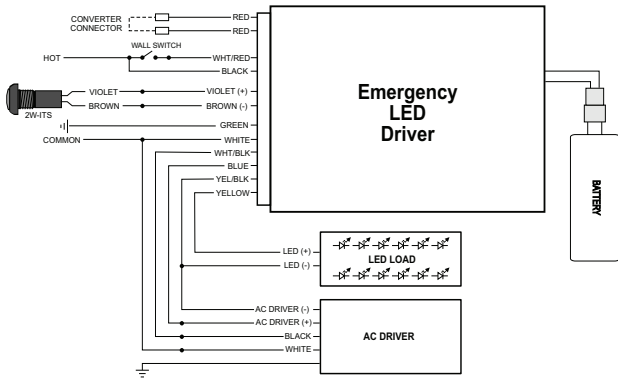 CONVERTER
CONNECTOR
RED
RED
WALL SWITCH
HOT
WHT/RED
BLACK
VIOLET
VIOLET (+)
BROWN
BROWN (-)
2W-ITS
GREEN
COMMON
WHITE
WHT/BLK
BLUE
YEL/BLK
YELLOW
Emergency
LED
Driver
BATTERY
LED (+)
LED (-)
LED LOAD
AC DRIVER (-)
AC DRIVER (+)
BLACK
WHITE
AC DRIVER